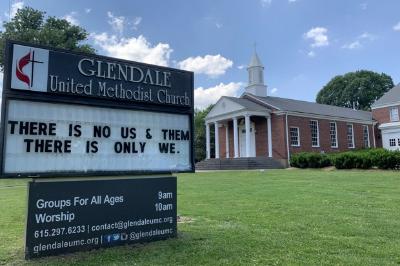 GLENDALE
United Methodist Church
THERE IS NO US & THEM
THERE IS ONLY WE.
Groups For All Ages 9am
Worship 10am
615.297.6233 | contact@glendaleumc.org
glendaleumc.org | @glendaleumc